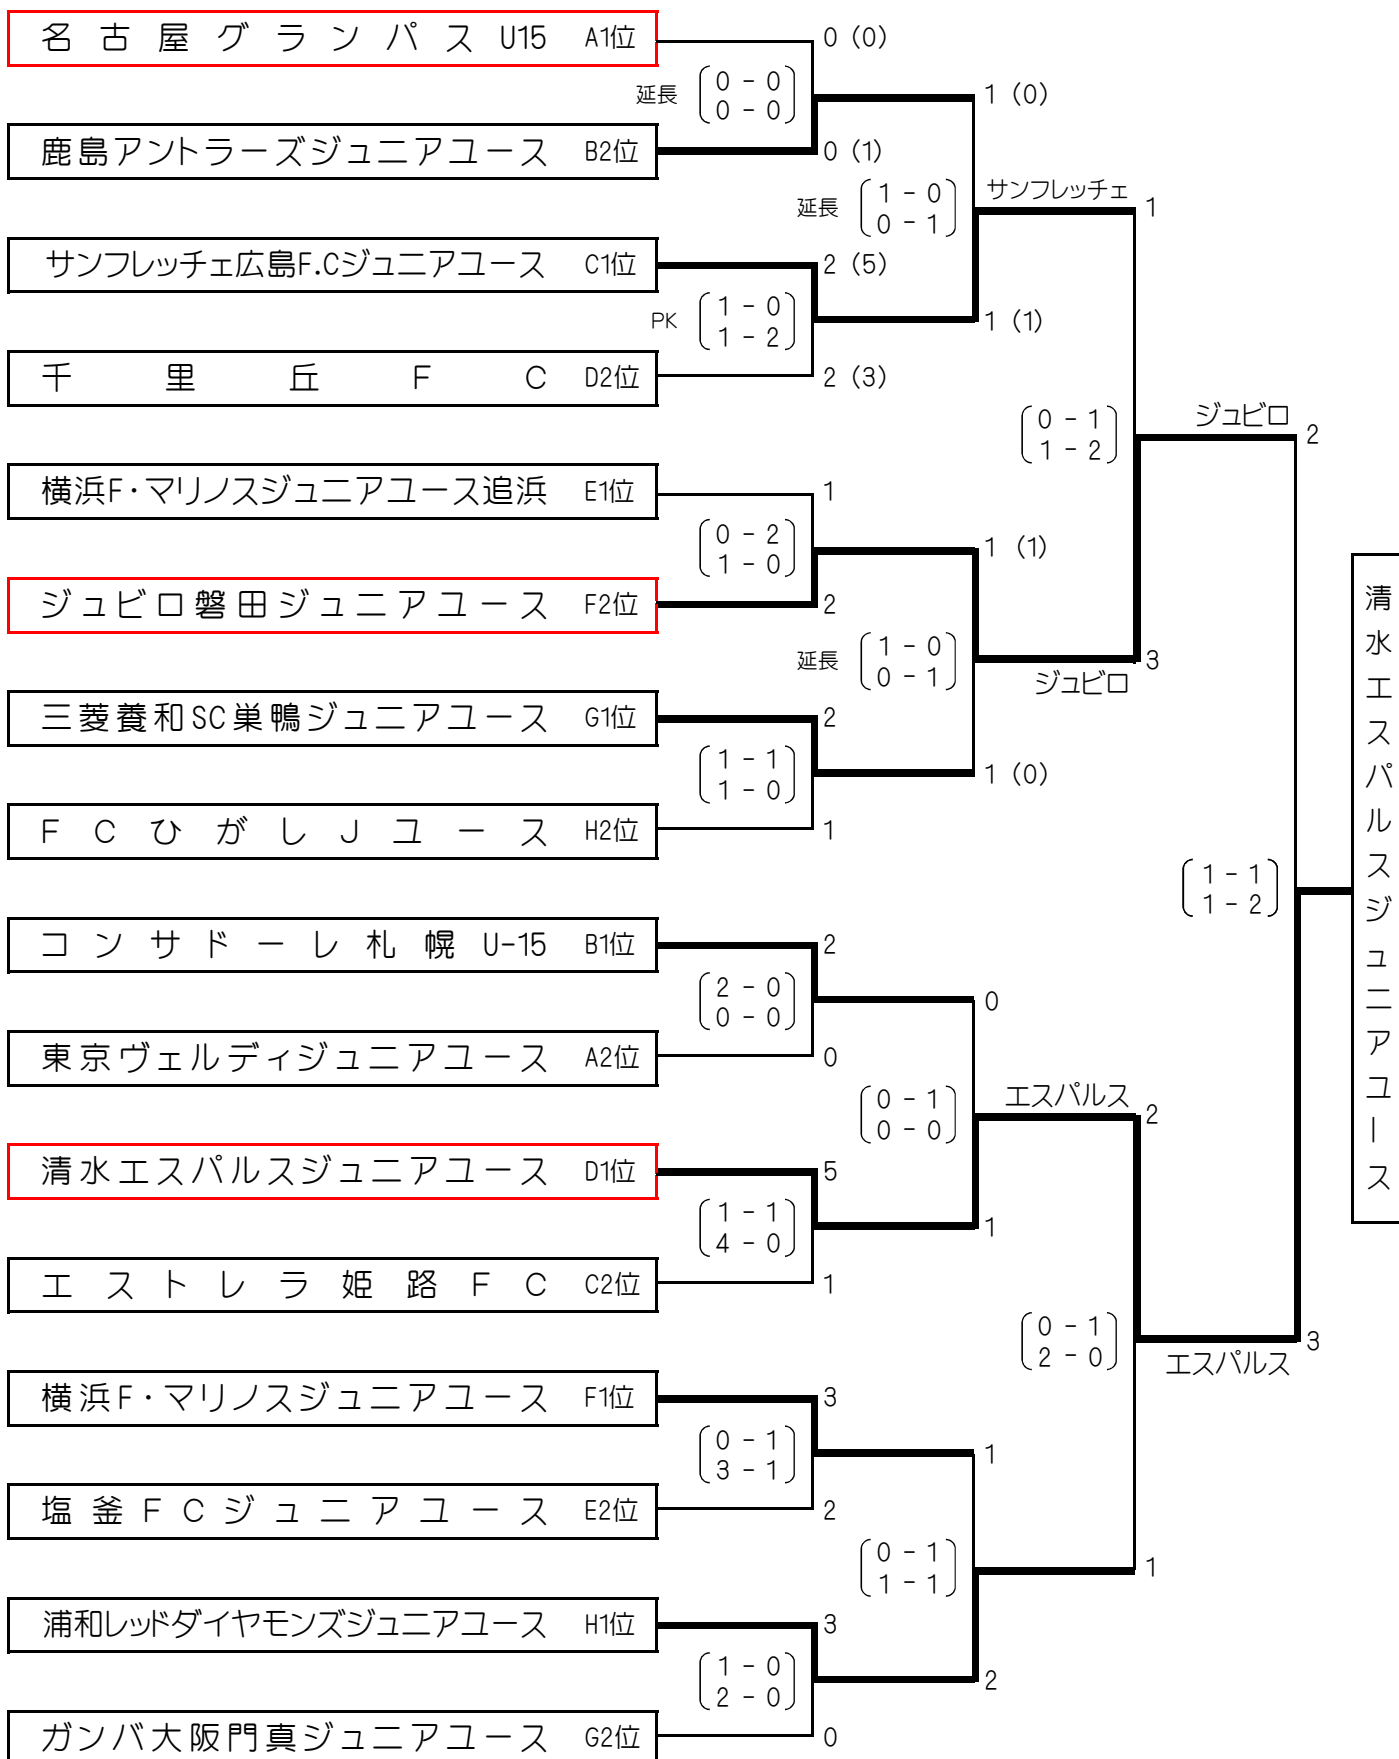 名古屋グランパスU15 A1位 0 (0)
延長 0 - 0 1 (0)
0 - 0
鹿島アントラーズジュニアユース B2位 0 (1)
延長 1 - 0 サンフレッチェ 1
0 - 1
サンフレッチェ広島F.Cジュニアユース C1位 2 (5)
PK 1 - 0 1 (1)
1 - 2
千里丘FC D2位 2 (3)
0 - 1 ジュビロ 2
1 - 2
横浜F・マリノスジュニアユース追浜 E1位 1
0 - 2 1 (1)
1 - 0
ジュビロ磐田ジュニアユース F2位 2
延長 1 - 0 3
0 - 1 ジュビロ
三菱養和SC巣鴨ジュニアユース G1位 2
1 - 1 1 (0)
1 - 0
FCひがしJユース H2位 1
1 - 1
1 - 2
清水エスパルスジュニアユース
コンサドーレ札幌U-15 B1位 2
2 - 0 0
0 - 0
東京ヴェルディジュニアユース A2位 0
0 - 1 エスパルス 2
0 - 0
清水エスパルスジュニアユース D1位 5
1 - 1 1
4 - 0
エストレラ姫路FC C2位 1
0 - 1 3
2 - 0 エスパルス
横浜F・マリノスジュニアユース F1位 3
0 - 1 1
3 - 1
塩釜FCジュニアユース E2位 2
0 - 1 1
1 - 1
浦和レッドダイヤモンズジュニアユース H1位 3
1 - 0 2
2 - 0
ガンバ大阪門真ジュニアユース G2位 0